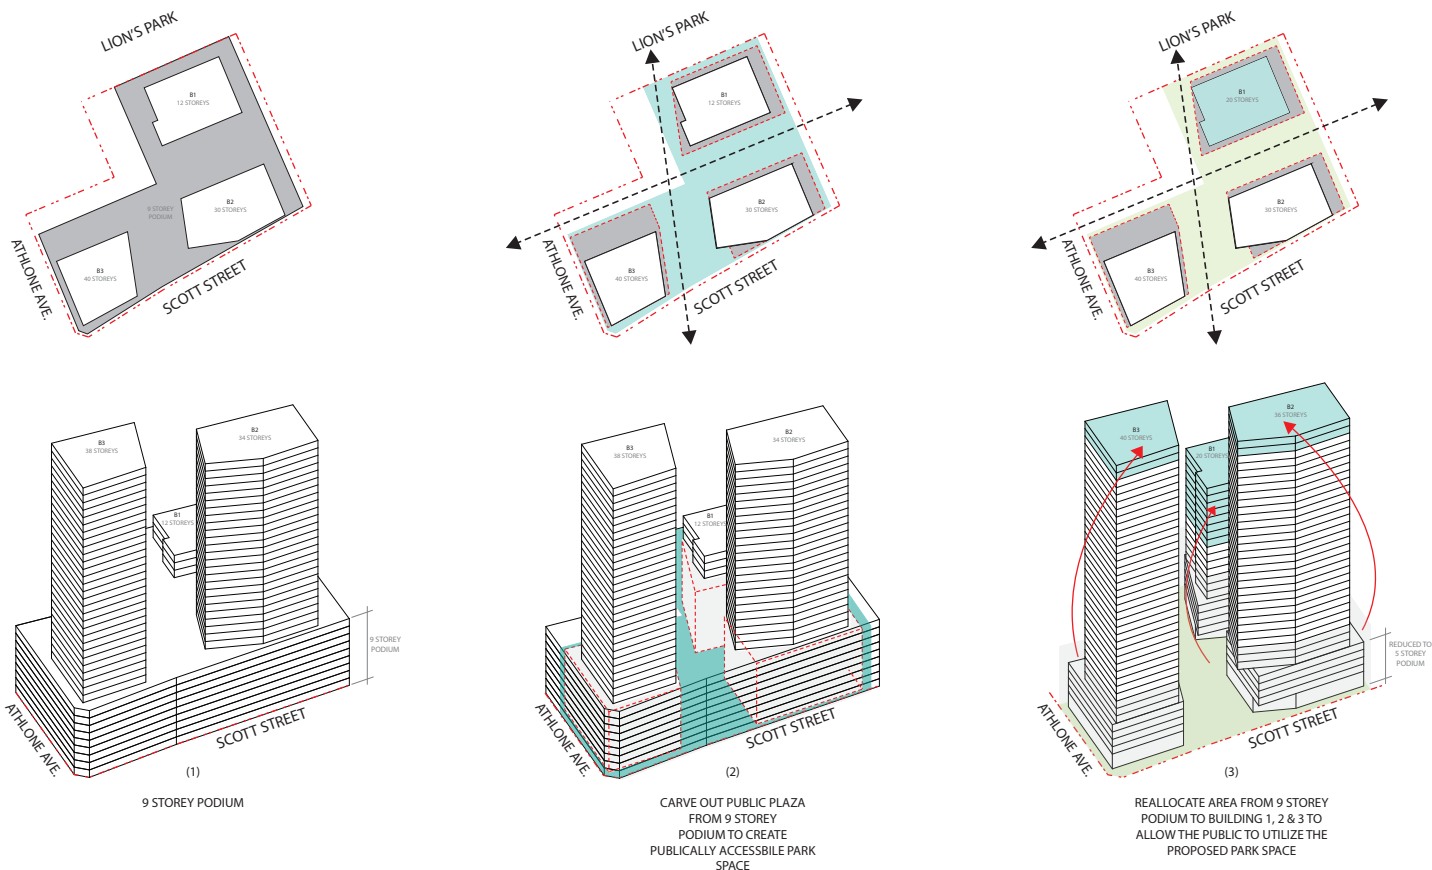 LION'S PARK
B1
12 STOREYS
B2
30 STOREYS
9 STOREY
PODIUM
B3
40 STOREYS
ATHLONE AVE.
SCOTT STREET
LION'S PARK
B1
12 STOREYS
B2
30 STOREYS
B3
40 STOREYS
ATHLONE AVE.
SCOTT STREET
LION'S PARK
B1
20 STOREYS
B2
30 STOREYS
B3
40 STOREYS
ATHLONE AVE.
SCOTT STREET
B3
38 STOREYS
B2
34 STOREYS
B1
12 STOREYS
9 STOREY
PODIUM
ATHLONE AVE.
SCOTT STREET
(1)
9 STOREY PODIUM
B3
38 STOREYS
B2
34 STOREYS
B1
12 STOREYS
ATHLONE AVE.
SCOTT STREET
(2)
CARVE OUT PUBLIC PLAZA
FROM 9 STOREY
PODIUM TO CREATE
PUBLICALLY ACCESSBILE PARK
SPACE
B3
40 STOREYS
B2
36 STOREYS
B1
20 STOREYS
REDUCED TO
5 STOREY
PODIUM
ATHLONE AVE.
SCOTT STREET
(3)
REALLOCATE AREA FROM 9 STOREY
PODIUM TO BUILDING 1, 2 & 3 TO
ALLOW THE PUBLIC TO UTILIZE THE
PROPOSED PARK SPACE